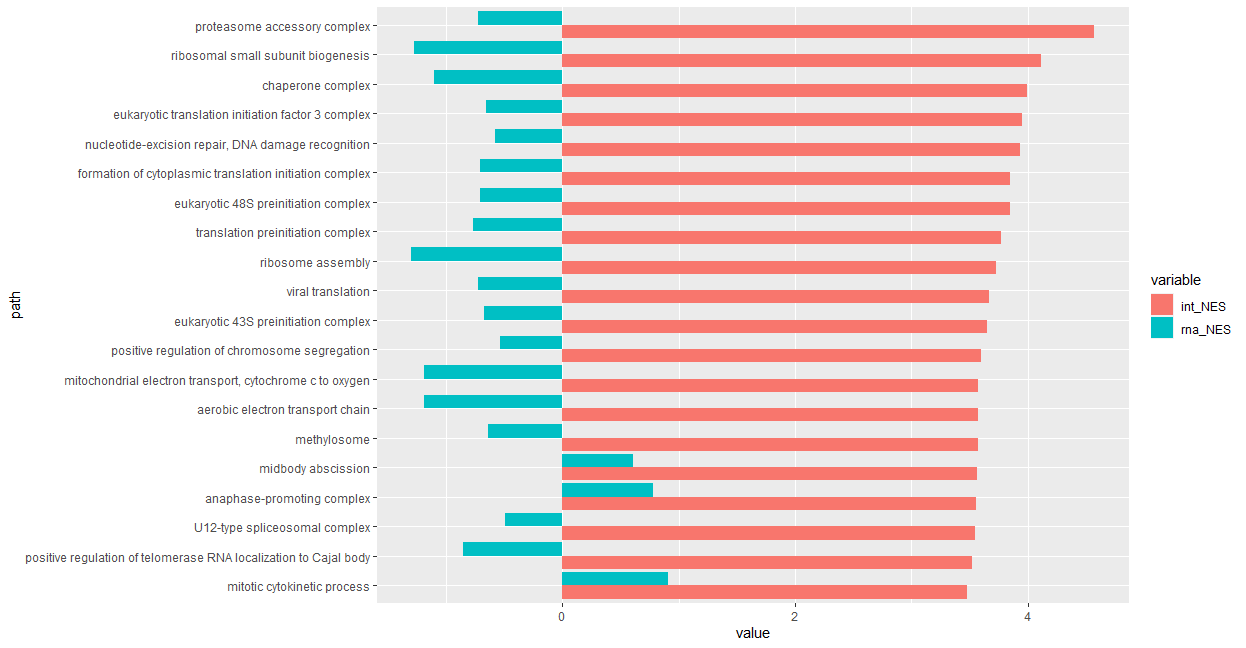 proteasome accessory complex
ribosomal small subunit biogenesis
chaperone complex
eukaryotic translation initiation factor 3 complex
nucleotide-excision repair, DNA damage recognition
formation of cytoplasmic translation initiation complex
eukaryotic 48S preinitiation complex
translation preinitiation complex
ribosome assembly
viral translation
eukaryotic 43S preinitiation complex
positive regulation of chromosome segregation
mitochondrial electron transport, cytochrome c to oxygen
aerobic electron transport chain
methylosome
midbody abscission
anaphase-promoting complex
U12-type spliceosomal complex
positive regulation of telomerase RNA localization to Cajal body
mitotic cytokinetic process
path
0 2 4
value
variable
int_NES
rna_NES